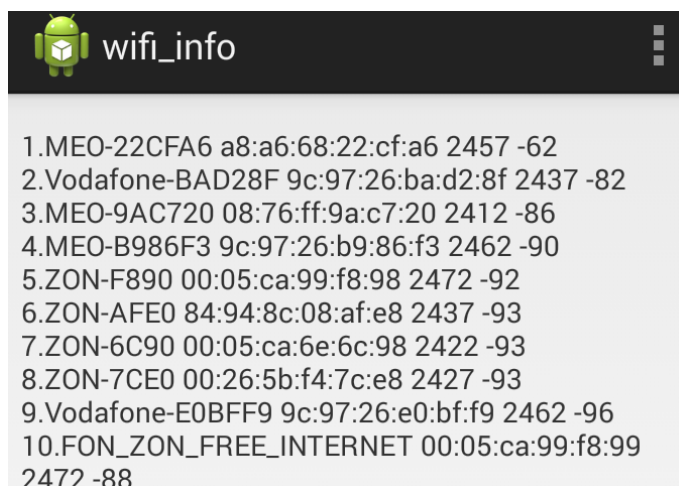 wifi_info
1.MEO-22CFA6 a8:a6:68:22:cf:a6 2457 -62
2.Vodafone-BAD28F 9c:97:26:ba:d2:8f 2437 -82
3.MEO-9AC720 08:76:ff:9a:c7:20 2412 -86
4.MEO-B986F3 9c:97:26:b9:86:f3 2462 -90
5.ZON-F890 00:05:ca:99:f8:98 2472 -92
6.ZON-AFE0 84:94:8c:08:af:e8 2437 -93
7.ZON-6C90 00:05:ca:6e:6c:98 2422 -93
8.ZON-7CE0 00:26:5b:f4:7c:e8 2427 -93
9.Vodafone-E0BFF9 9c:97:26:e0:bf:f9 2462 -96
10.FON_ZON_FREE_INTERNET 00:05:ca:99:f8:99
2472 -88